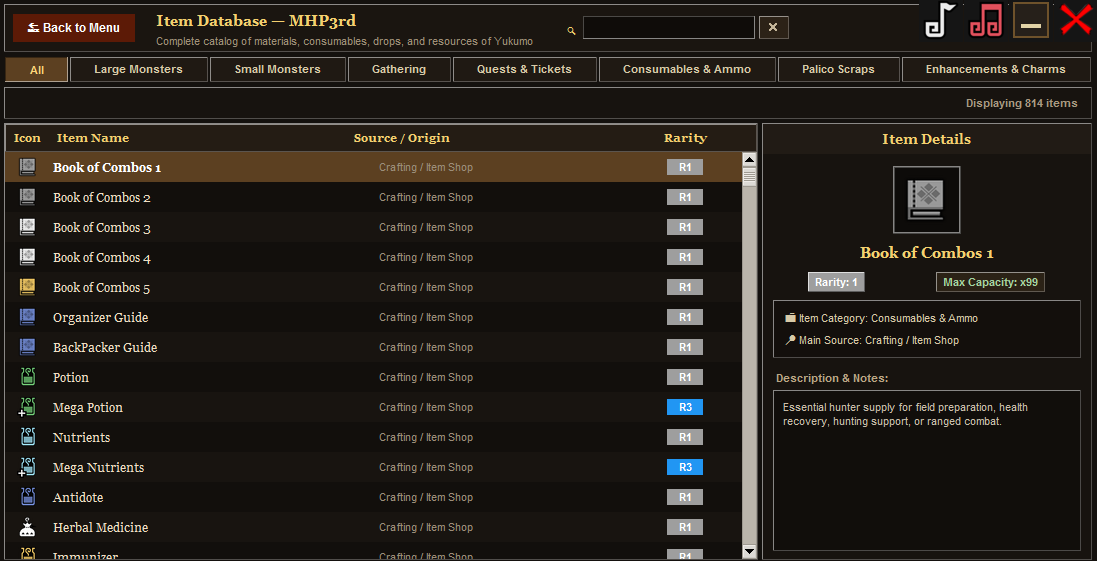 Back to Menu
Item Database — MHP3rd
Complete catalog of materials, consumables, drops, and resources of Yukumo
All
Large Monsters
Small Monsters
Gathering
Quests & Tickets
Consumables & Ammo
Palico Scraps
Enhancements & Charms
Displaying 814 items
Icon Item Name Source / Origin Rarity
Book of Combos 1 Crafting / Item Shop R1
Book of Combos 2 Crafting / Item Shop R1
Book of Combos 3 Crafting / Item Shop R1
Book of Combos 4 Crafting / Item Shop R1
Book of Combos 5 Crafting / Item Shop R1
Organizer Guide Crafting / Item Shop R1
BackPacker Guide Crafting / Item Shop R1
Potion Crafting / Item Shop R1
Mega Potion Crafting / Item Shop R3
Nutrients Crafting / Item Shop R1
Mega Nutrients Crafting / Item Shop R3
Antidote Crafting / Item Shop R1
Herbal Medicine Crafting / Item Shop R1
Immunizer Crafting / Item Shop R1
Item Details
Book of Combos 1
Rarity: 1
Max Capacity: x99
Item Category: Consumables & Ammo
Main Source: Crafting / Item Shop
Description & Notes:
Essential hunter supply for field preparation, health
recovery, hunting support, or ranged combat.